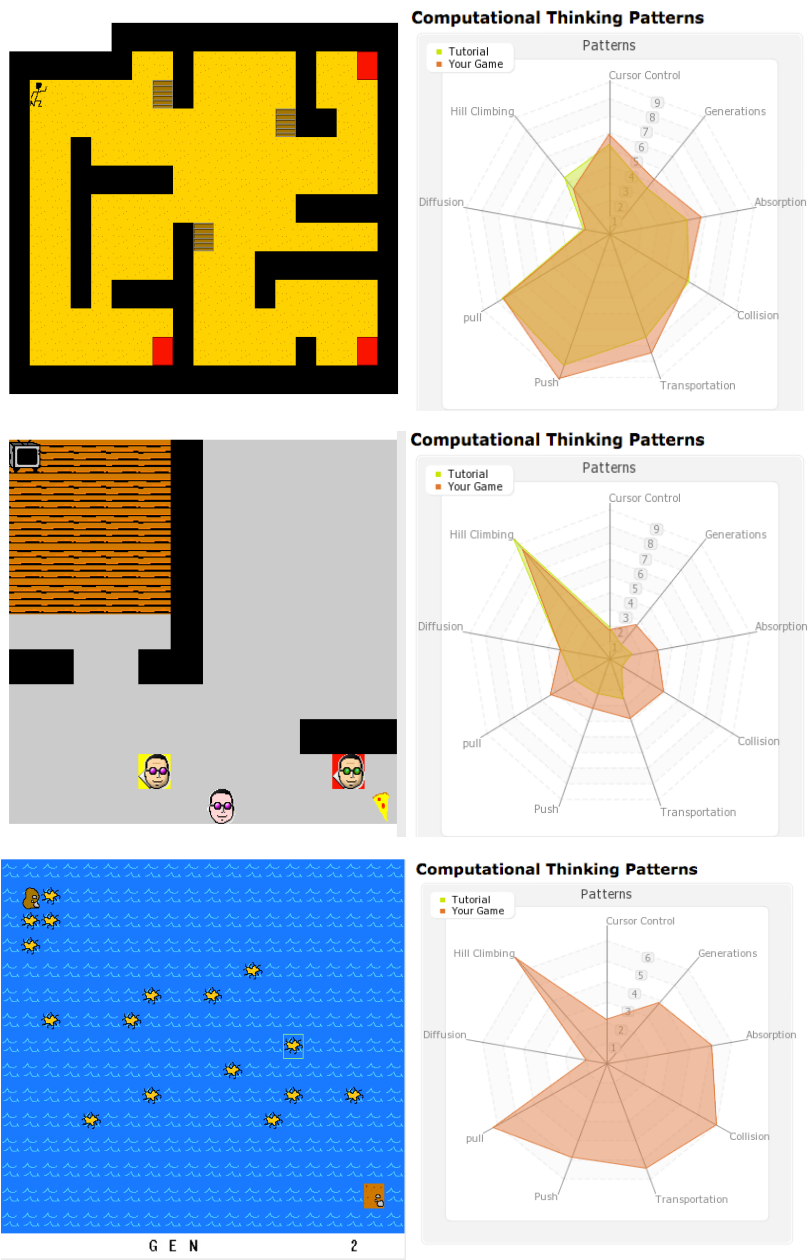 Computational Thinking Patterns
Patterns
Tutorial
Your Game
Cursor Control
9
Hill Climbing
Generations
8
7
6
5
4
3
Diffusion
Absorption
2
1
pull
Collision
Push
Transportation
Computational Thinking Patterns
Patterns
Tutorial
Your Game
Cursor Control
9
Hill Climbing
Generations
8
7
6
5
4
3
Diffusion
Absorption
2
1
pull
Collision
Push
Transportation
Computational Thinking Patterns
Patterns
Tutorial
Your Game
Cursor Control
Hill Climbing
Generations
6
5
4
3
Diffusion
Absorption
2
1
pull
Collision
Push
Transportation
GEN 2